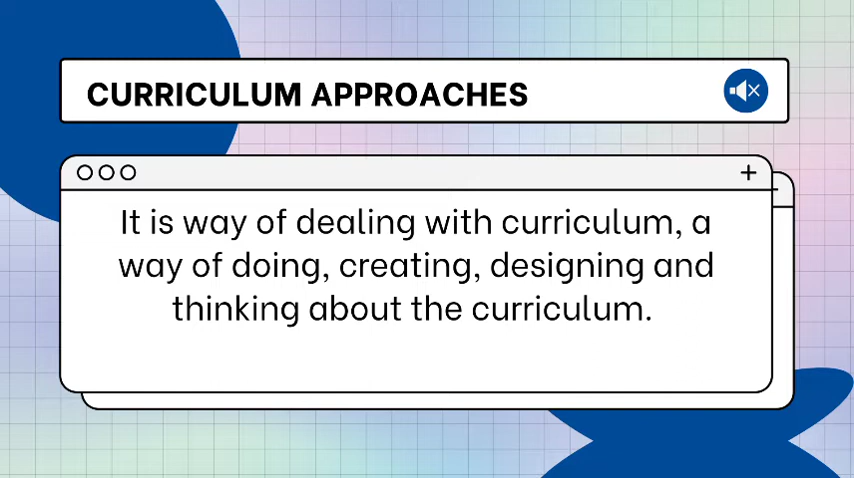 CURRICULUM APPROACHES
It is way of dealing with curriculum, a
way of doing, creating, designing and
thinking about the curriculum.